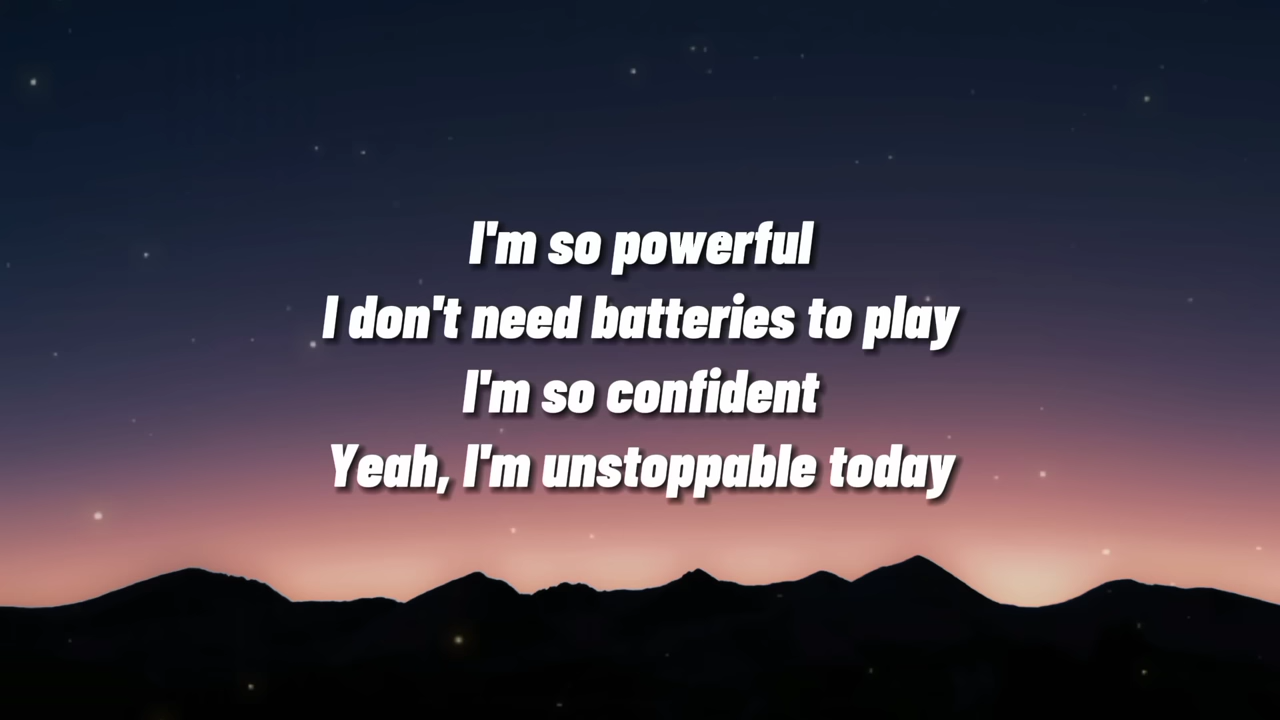 I'm so powerful
I don't need batteries to play
I'm so confident
Yeah, I'm unstoppable today